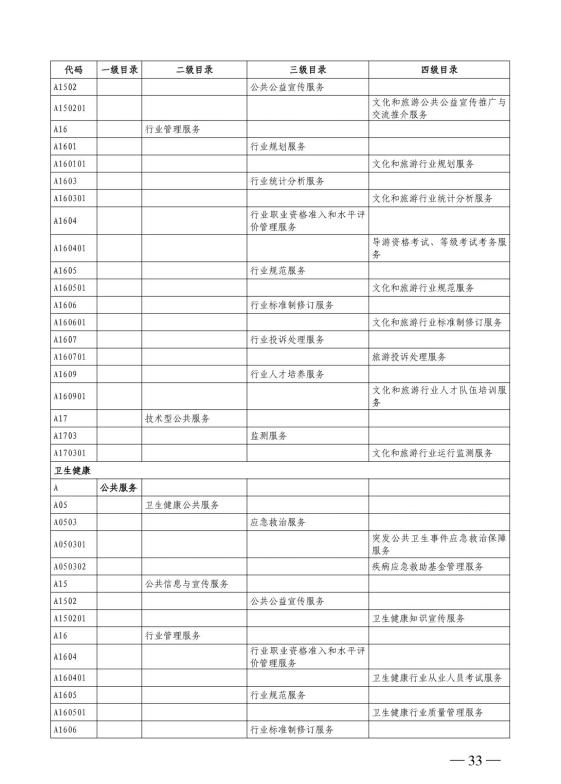 代码 一级目录 二级目录 三级目录 四级目录
A1502 公共公益宣传服务
A150201 文化和旅游公共公益宣传推广与
交流推介服务
A16 行业管理服务
A1601 行业规划服务
A160101 文化和旅游行业规划服务
A1603 行业统计分析服务
A160301 文化和旅游行业统计分析服务
A1604 行业职业资格准入和水平评
价管理服务
A160401 导游资格考试、等级考试考务服
务
A1605 行业规范服务
A160501 文化和旅游行业规范服务
A1606 行业标准制修订服务
A160601 文化和旅游行业标准制修订服务
A1607 行业投诉处理服务
A160701 旅游投诉处理服务
A1609 行业人才培养服务
A160901 文化和旅游行业人才队伍培训服
务
A17 技术型公共服务
A1703 监测服务
A170301 文化和旅游行业运行监测服务
卫生健康
A 公共服务
A05 卫生健康公共服务
A0503 应急救治服务
A050301 突发公共卫生事件应急救治保障
服务
A050302 疾病应急救助基金管理服务
A15 公共信息与宣传服务
A1502 公共公益宣传服务
A150201 卫生健康知识宣传服务
A16 行业管理服务
A1604 行业职业资格准入和水平评
价管理服务
A160401 卫生健康行业从业人员考试服务
A1605 行业规范服务
A160501 卫生健康行业质量管理服务
A1606 行业标准制修订服务
— 33 —